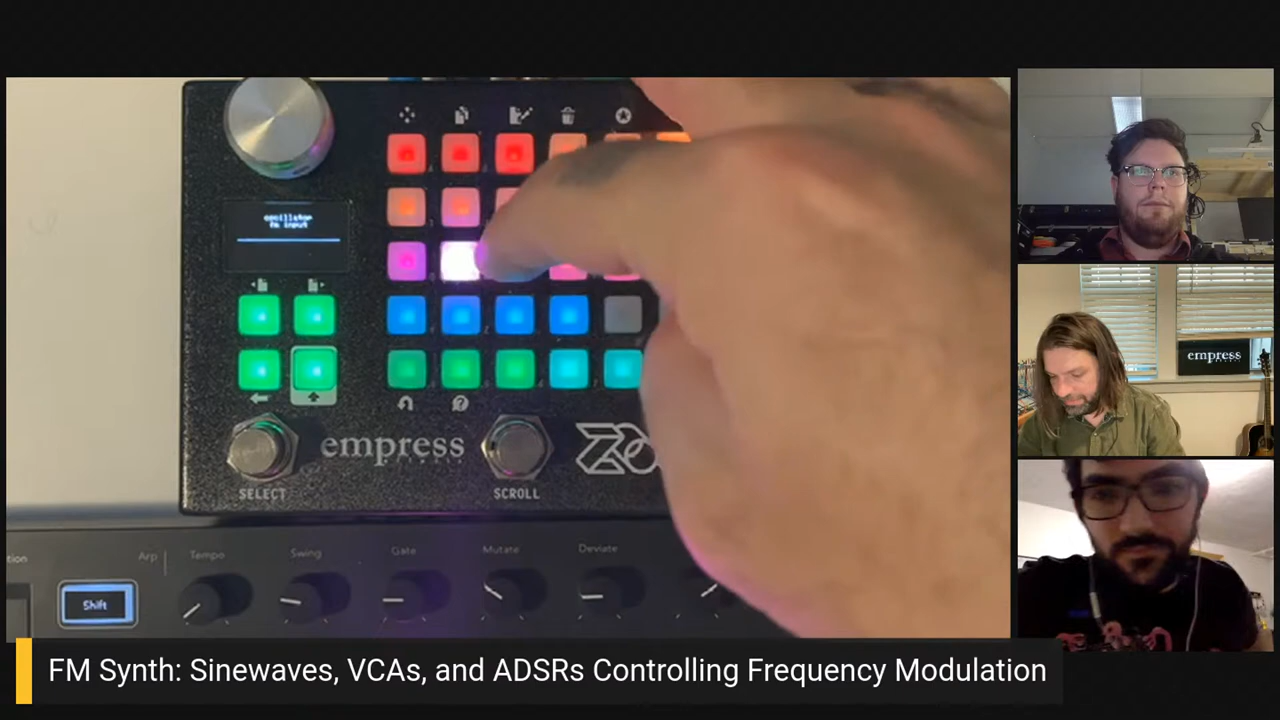 oscillator
fm input
empress
SELECT
SCROLL
empress
Arp
Tempo
Swing
Gate
Mutate
Deviate
Shift
FM Synth: Sinewaves, VCAs, and ADSRs Controlling Frequency Modulation